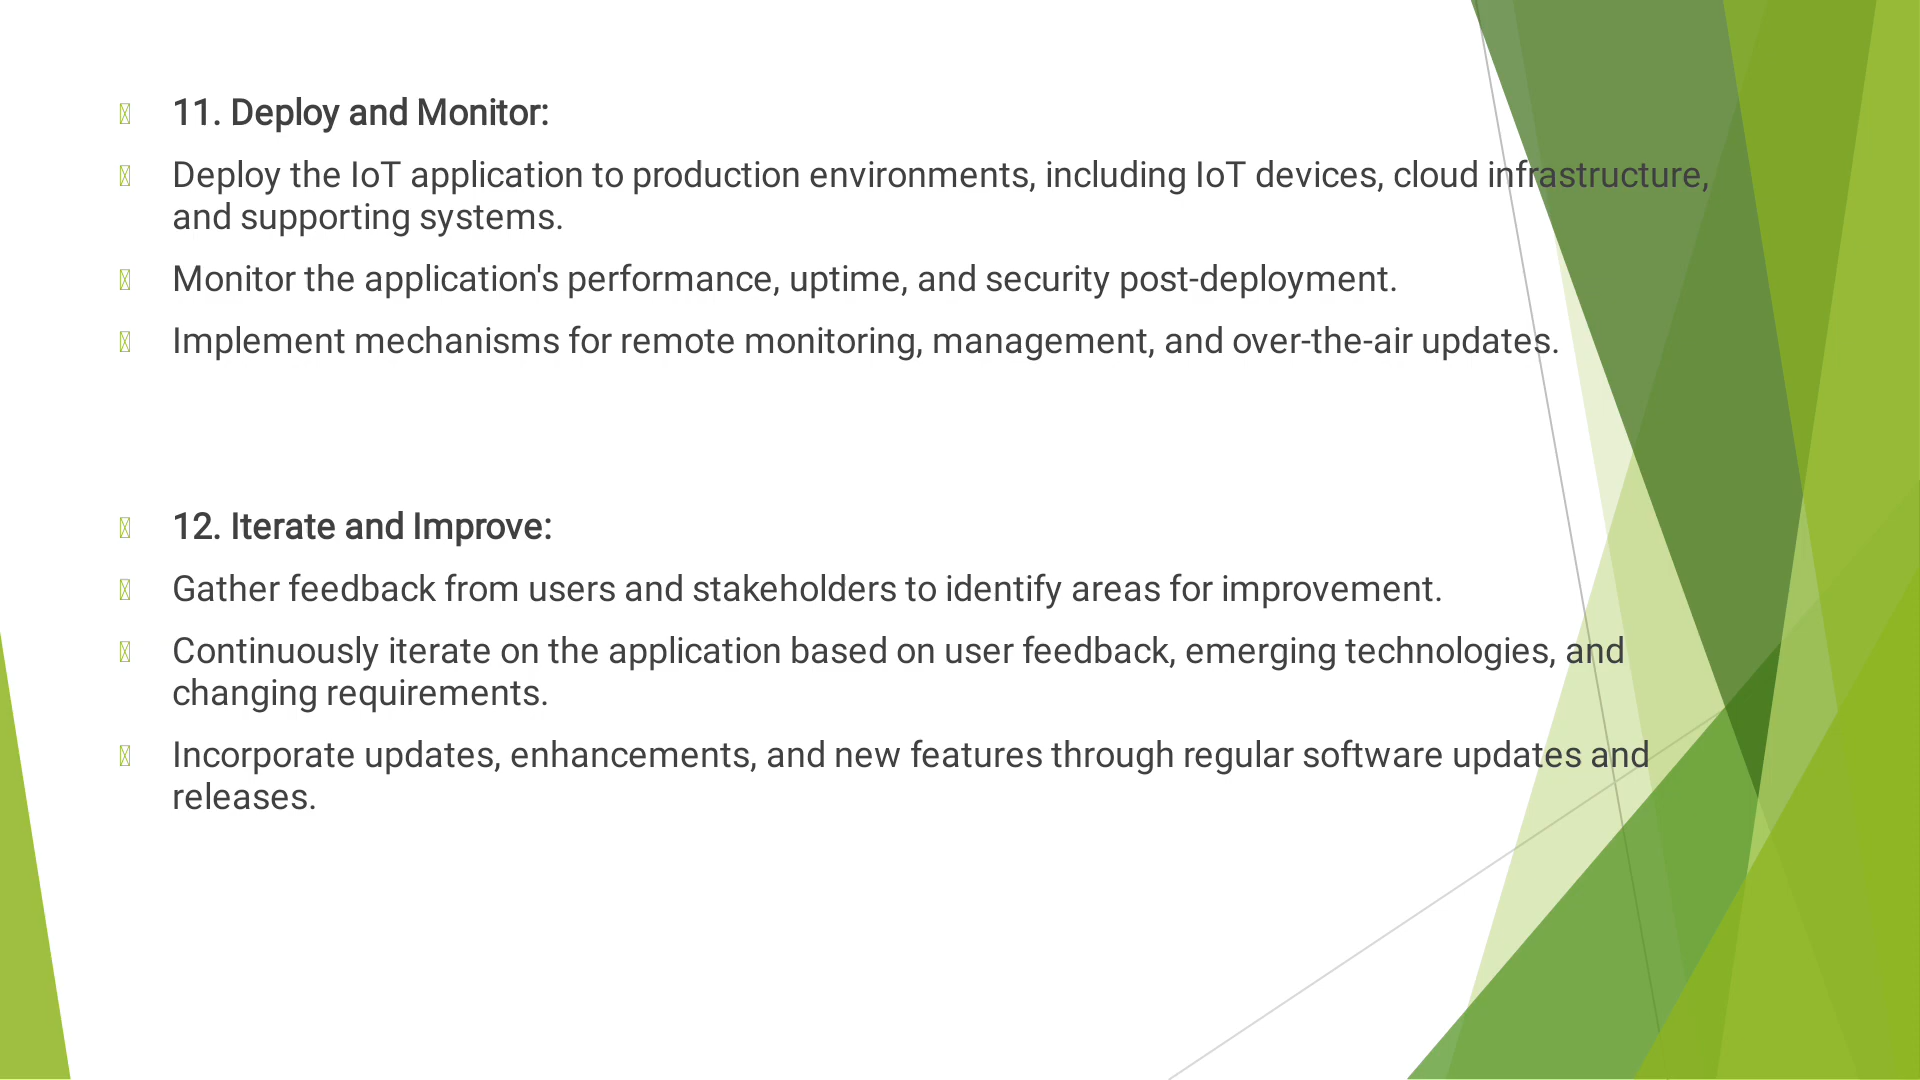 11. Deploy and Monitor:
Deploy the IoT application to production environments, including IoT devices, cloud infrastructure,
and supporting systems.
Monitor the application's performance, uptime, and security post-deployment.
Implement mechanisms for remote monitoring, management, and over-the-air updates.
12. Iterate and Improve:
Gather feedback from users and stakeholders to identify areas for improvement.
Continuously iterate on the application based on user feedback, emerging technologies, and
changing requirements.
Incorporate updates, enhancements, and new features through regular software updates and
releases.